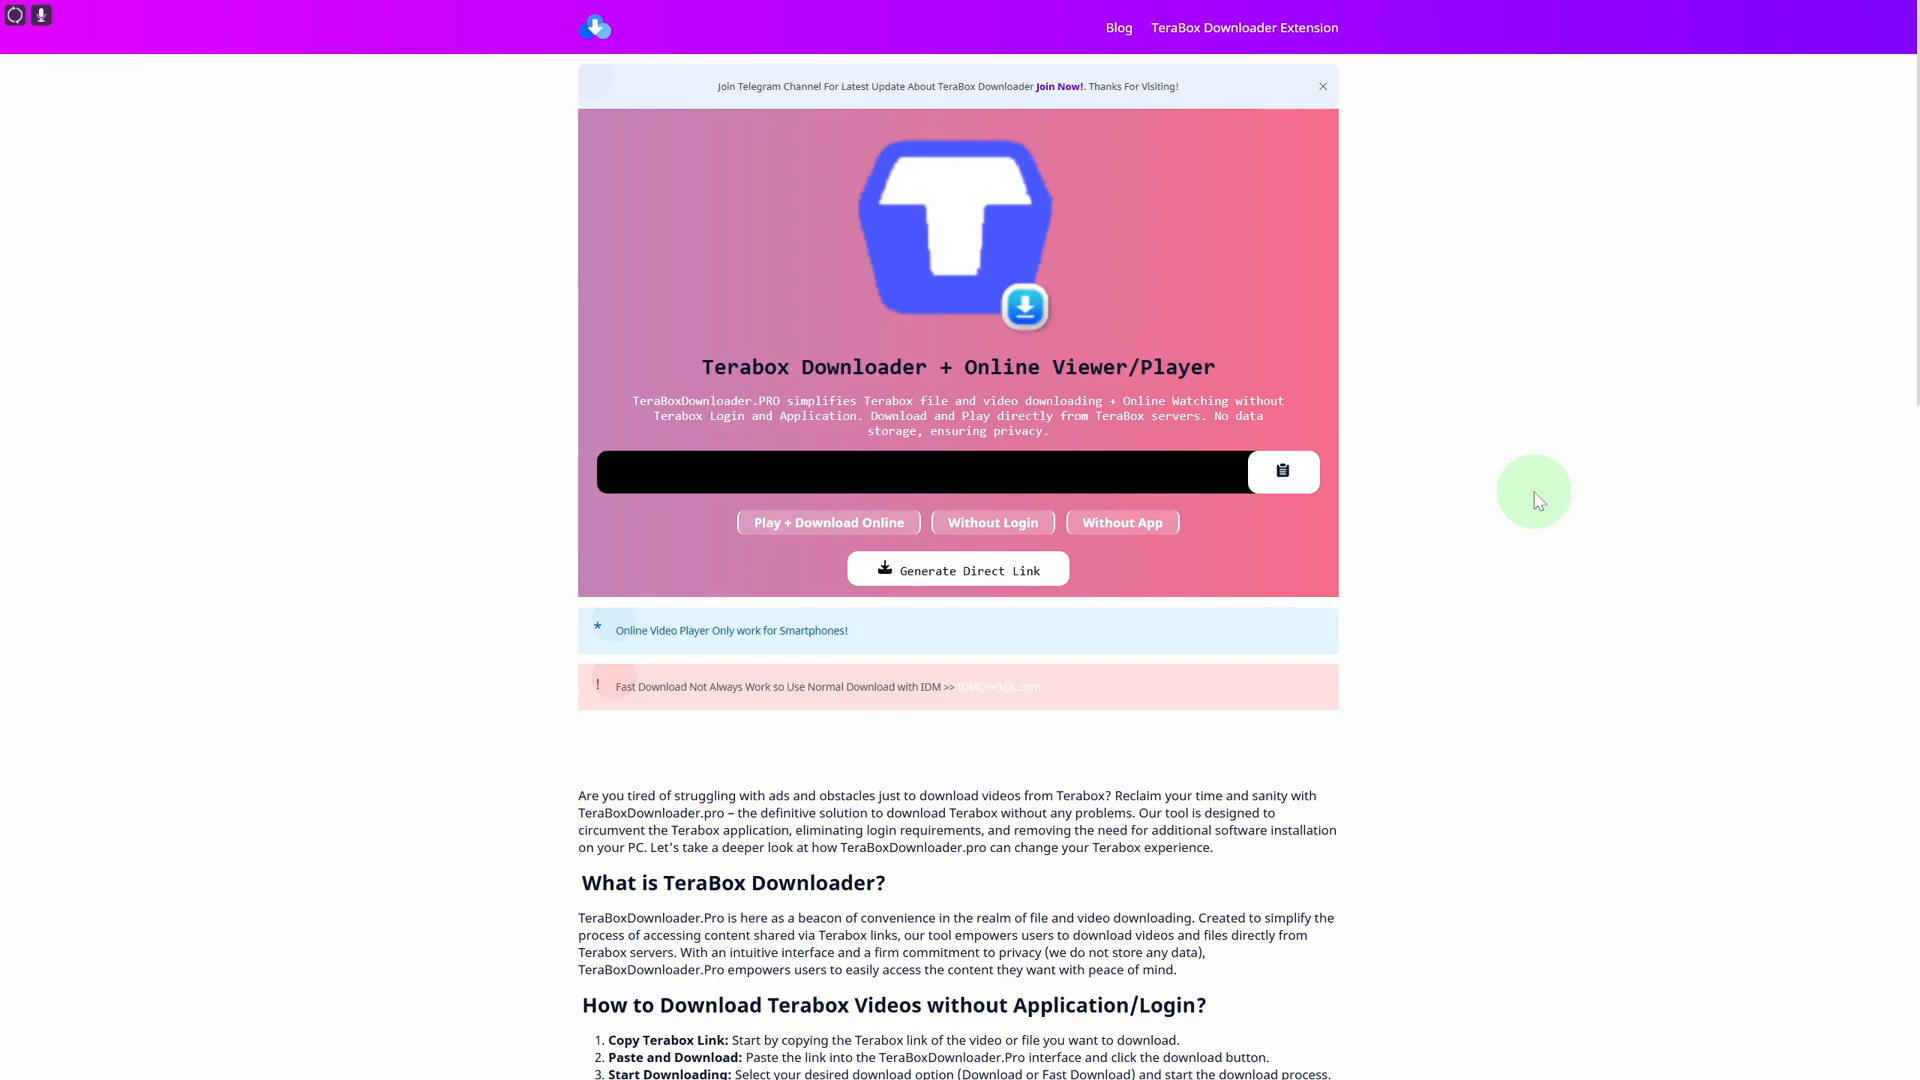 Blog TeraBox Downloader Extension
Join Telegram Channel For Latest Update About TeraBox Downloader Join Now!. Thanks For Visiting!
Terabox Downloader + Online Viewer/Player
TeraBoxDownloader.PRO simplifies Terabox file and video downloading + Online Watching without
Terabox Login and Application. Download and Play directly from TeraBox servers. No data
storage, ensuring privacy.
Play + Download Online Without Login Without App
Generate Direct Link
* Online Video Player Only work for Smartphones!
! Fast Download Not Always Work so Use Normal Download with IDM >> IDMCrackDL.com
Are you tired of struggling with ads and obstacles just to download videos from Terabox? Reclaim your time and sanity with
TeraBoxDownloader.pro – the definitive solution to download Terabox without any problems. Our tool is designed to
circumvent the Terabox application, eliminating login requirements, and removing the need for additional software installation
on your PC. Let's take a deeper look at how TeraBoxDownloader.pro can change your Terabox experience.
What is TeraBox Downloader?
TeraBoxDownloader.Pro is here as a beacon of convenience in the realm of file and video downloading. Created to simplify the
process of accessing content shared via Terabox links, our tool empowers users to download videos and files directly from
Terabox servers. With an intuitive interface and a firm commitment to privacy (we do not store any data),
TeraBoxDownloader.Pro empowers users to easily access the content they want with peace of mind.
How to Download Terabox Videos without Application/Login?
1. Copy Terabox Link: Start by copying the Terabox link of the video or file you want to download.
2. Paste and Download: Paste the link into the TeraBoxDownloader.Pro interface and click the download button.
3. Start Downloading: Select your desired download option (Download or Fast Download) and start the download process.